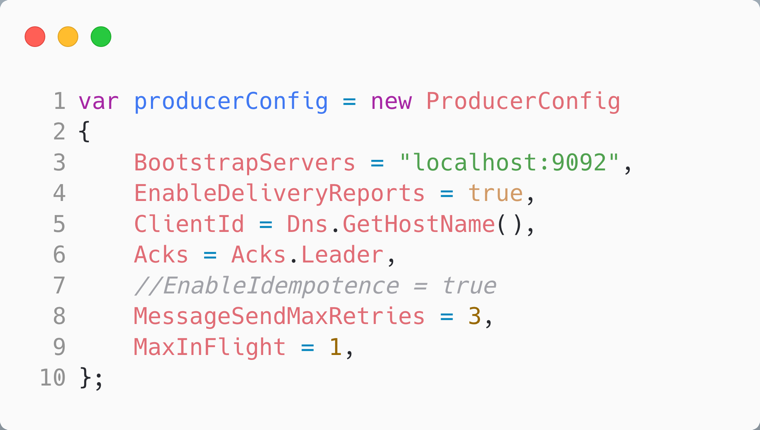 1 var producerConfig = new ProducerConfig
2 {
3     BootstrapServers = "localhost:9092",
4     EnableDeliveryReports = true,
5     ClientId = Dns.GetHostName(),
6     Acks = Acks.Leader,
7     //EnableIdempotence = true
8     MessageSendMaxRetries = 3,
9     MaxInFlight = 1,
10 };